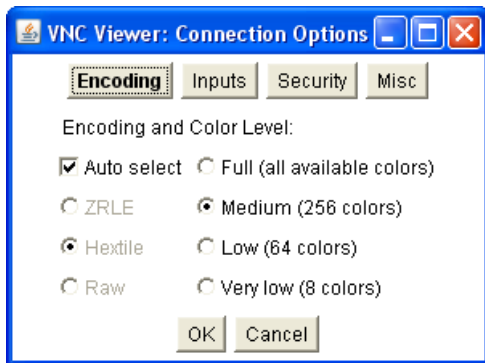 VNC Viewer: Connection Options
Encoding Inputs Security Misc
Encoding and Color Level:
Auto select Full (all available colors)
ZRLE Medium (256 colors)
Hextile Low (64 colors)
Raw Very low (8 colors)
OK Cancel